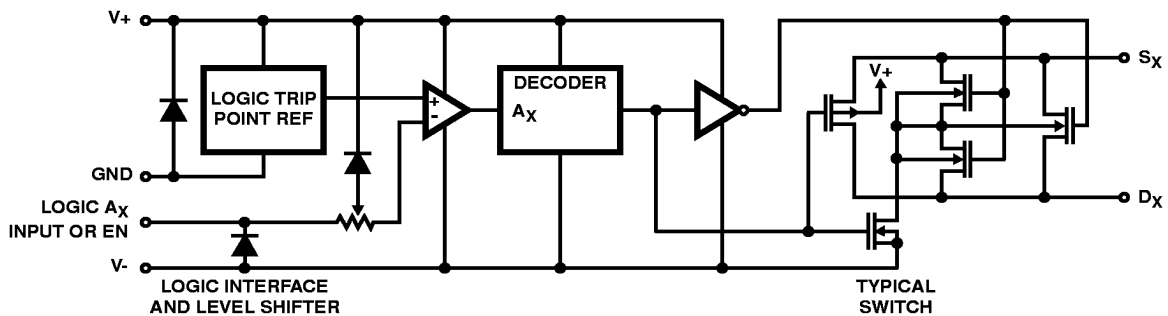 V+
LOGIC TRIP
POINT REF
+
-
DECODER
AX
V+
SX
GND
LOGIC AX
INPUT OR EN
DX
V-
LOGIC INTERFACE
AND LEVEL SHIFTER
TYPICAL
SWITCH